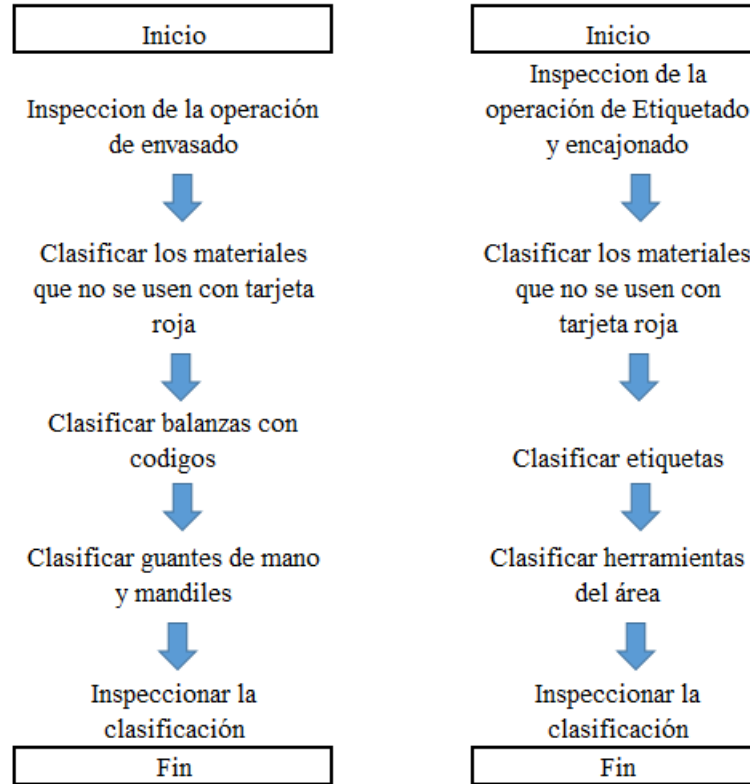 Inicio
Inspeccion de la operación
de envasado
Clasificar los materiales
que no se usen con tarjeta
roja
Clasificar balanzas con
codigos
Clasificar guantes de mano
y mandiles
Inspeccionar la
clasificación
Fin
Inicio
Inspeccion de la
operación de Etiquetado
y encajonado
Clasificar los materiales
que no se usen con
tarjeta roja
Clasificar etiquetas
Clasificar herramientas
del área
Inspeccionar la
clasificación
Fin